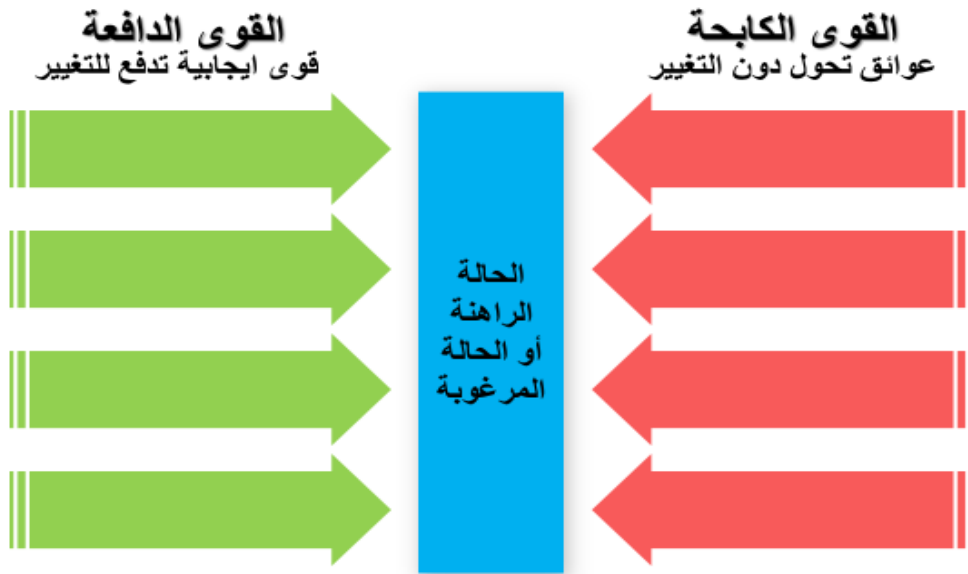 القوى الكابحة
عوائق تحول دون التغيير
القوى الدافعة
قوى ايجابية تدفع للتغيير
الحالة
الراهنة
أو الحالة
المرغوبة